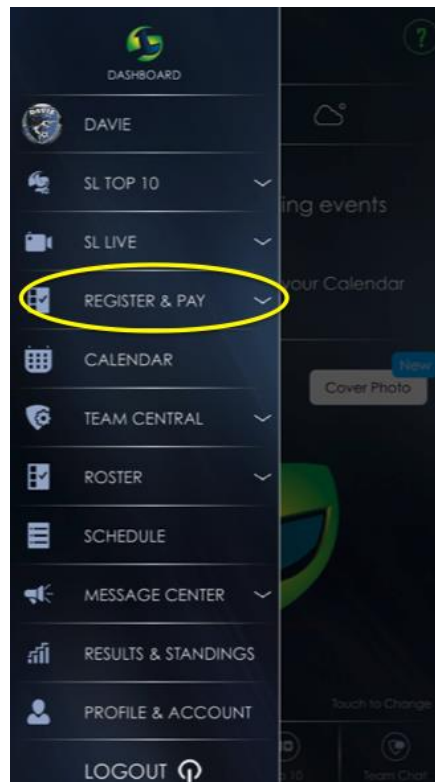 DASHBOARD
DAVIE
SL TOP 10
SL LIVE
REGISTER & PAY
CALENDAR
TEAM CENTRAL
ROSTER
SCHEDULE
MESSAGE CENTER
RESULTS & STANDINGS
PROFILE & ACCOUNT
LOGOUT
?
ing events
your Calendar
New
Cover Photo
Touch to Change
10
Team Chat